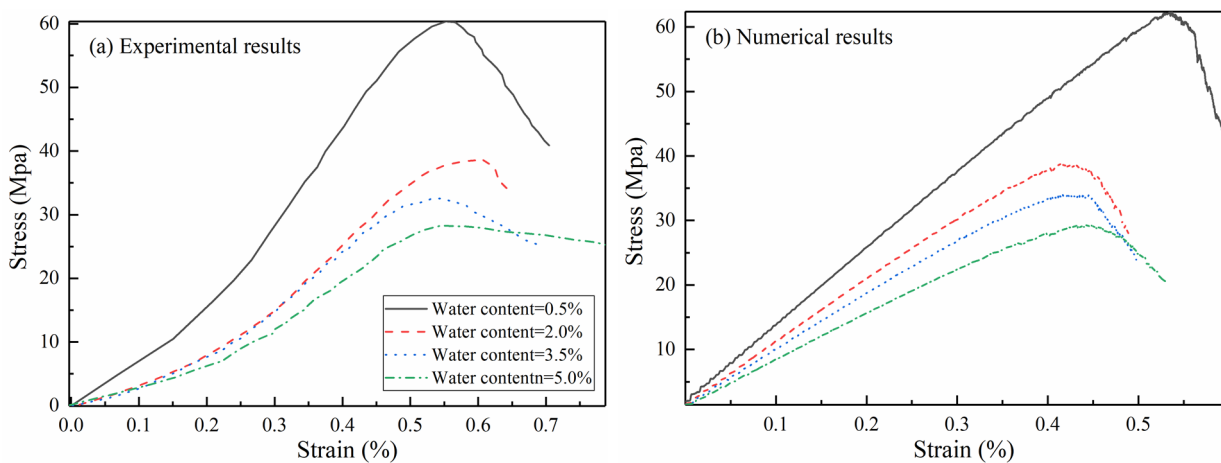 (a) Experimental results
Stress (Mpa)
60
50
40
30
20
10
0
0.0 0.1 0.2 0.3 0.4 0.5 0.6 0.7
Strain (%)
Water content=0.5%
Water content=2.0%
Water content=3.5%
Water contentn=5.0%
(b) Numerical results
Stress (Mpa)
60
50
40
30
20
10
0.1 0.2 0.3 0.4 0.5
Strain (%)